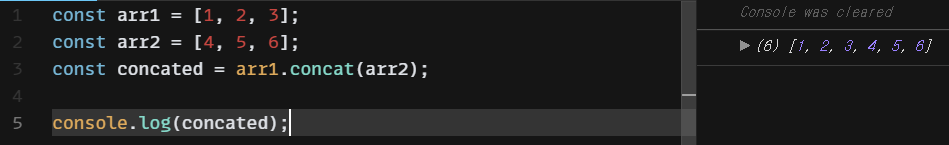 1 const arr1 = [1, 2, 3];
2 const arr2 = [4, 5, 6];
3 const concated = arr1.concat(arr2);
4
5 console.log(concated);
Console was cleared
▶(6) [1, 2, 3, 4, 5, 6]